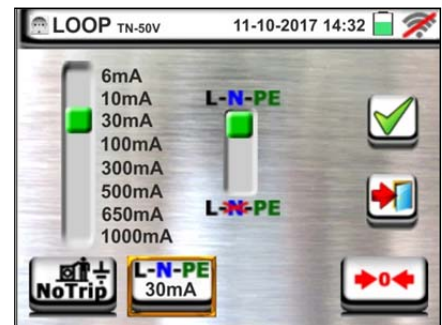 LOOP TN-50V 11-10-2017 14:32
6mA
10mA
30mA
100mA
300mA
500mA
650mA
1000mA
L-N-PE
L-N-PE
NoTrip
L-N-PE
30mA
0